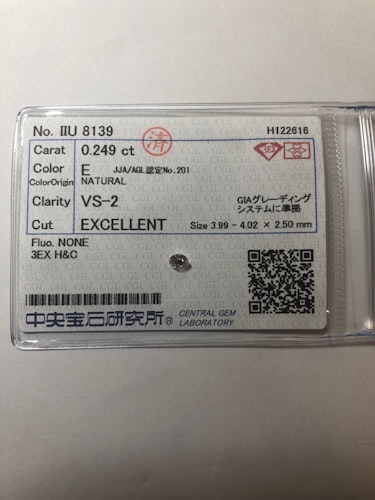 No. IIU 8139 済 H122616
Carat 0.249 ct
Color E JJA/AGL認定No.201
ColorOrigin NATURAL
Clarity VS-2 GIAグレーディング
システムに準拠
Cut EXCELLENT Size 3.99 - 4.02 × 2.50 mm
Fluo. NONE
3EX H&C
中央宝石研究所® CENTRAL GEM
LABORATORY